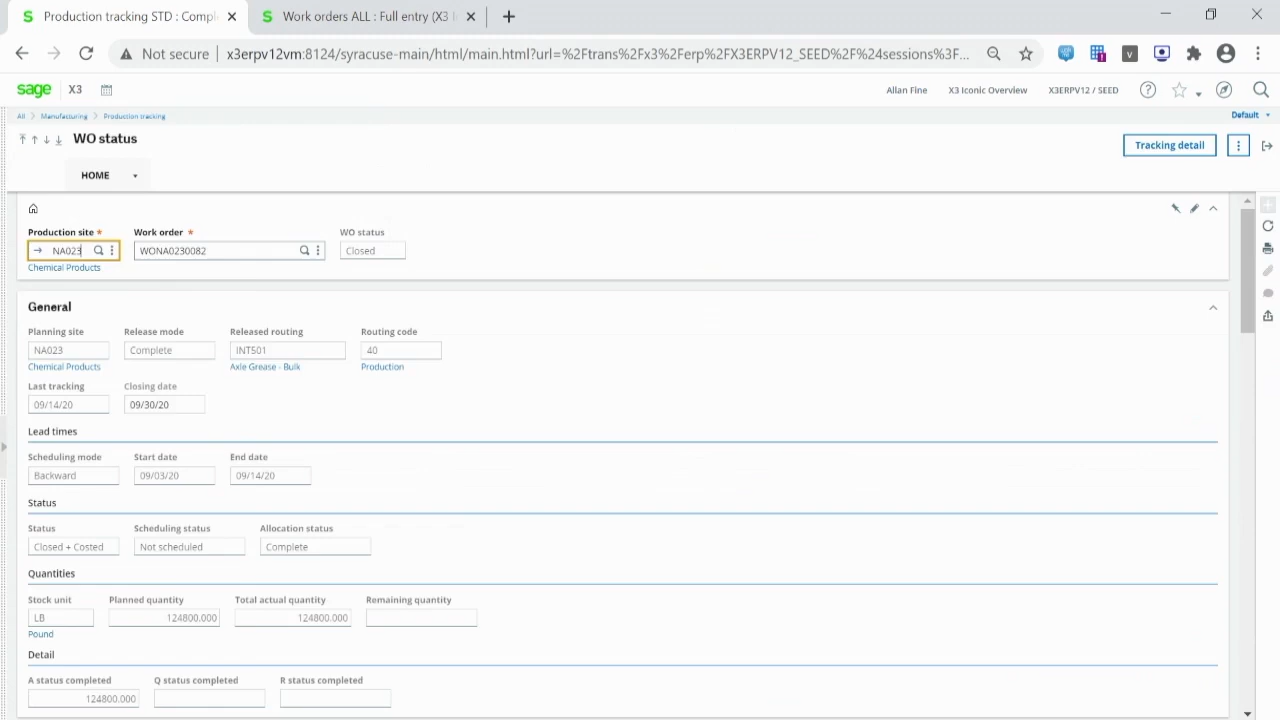 S Production tracking STD : Compl
S Work orders ALL : Full entry (X3 I
Not secure | x3erpv12vm:8124/syracuse-main/html/main.html?url=%2Ftrans%2Fx3%2Ferp%2FX3ERPV12_SEED%2F%24sessions%3F...
sage X3 Allan Fine X3 Iconic Overview X3ERPV12 / SEED
All > Manufacturing > Production tracking Default
WO status
Tracking detail
HOME
Production site * Work order * WO status
NA023 WONA0230082 Closed
Chemical Products
General
Planning site Release mode Released routing Routing code
NA023 Complete INT501 40
Chemical Products Axle Grease - Bulk Production
Last tracking Closing date
09/14/20 09/30/20
Lead times
Scheduling mode Start date End date
Backward 09/03/20 09/14/20
Status
Status Scheduling status Allocation status
Closed + Costed Not scheduled Complete
Quantities
Stock unit Planned quantity Total actual quantity Remaining quantity
LB 124800.000 124800.000
Pound
Detail
A status completed Q status completed R status completed
124800.000